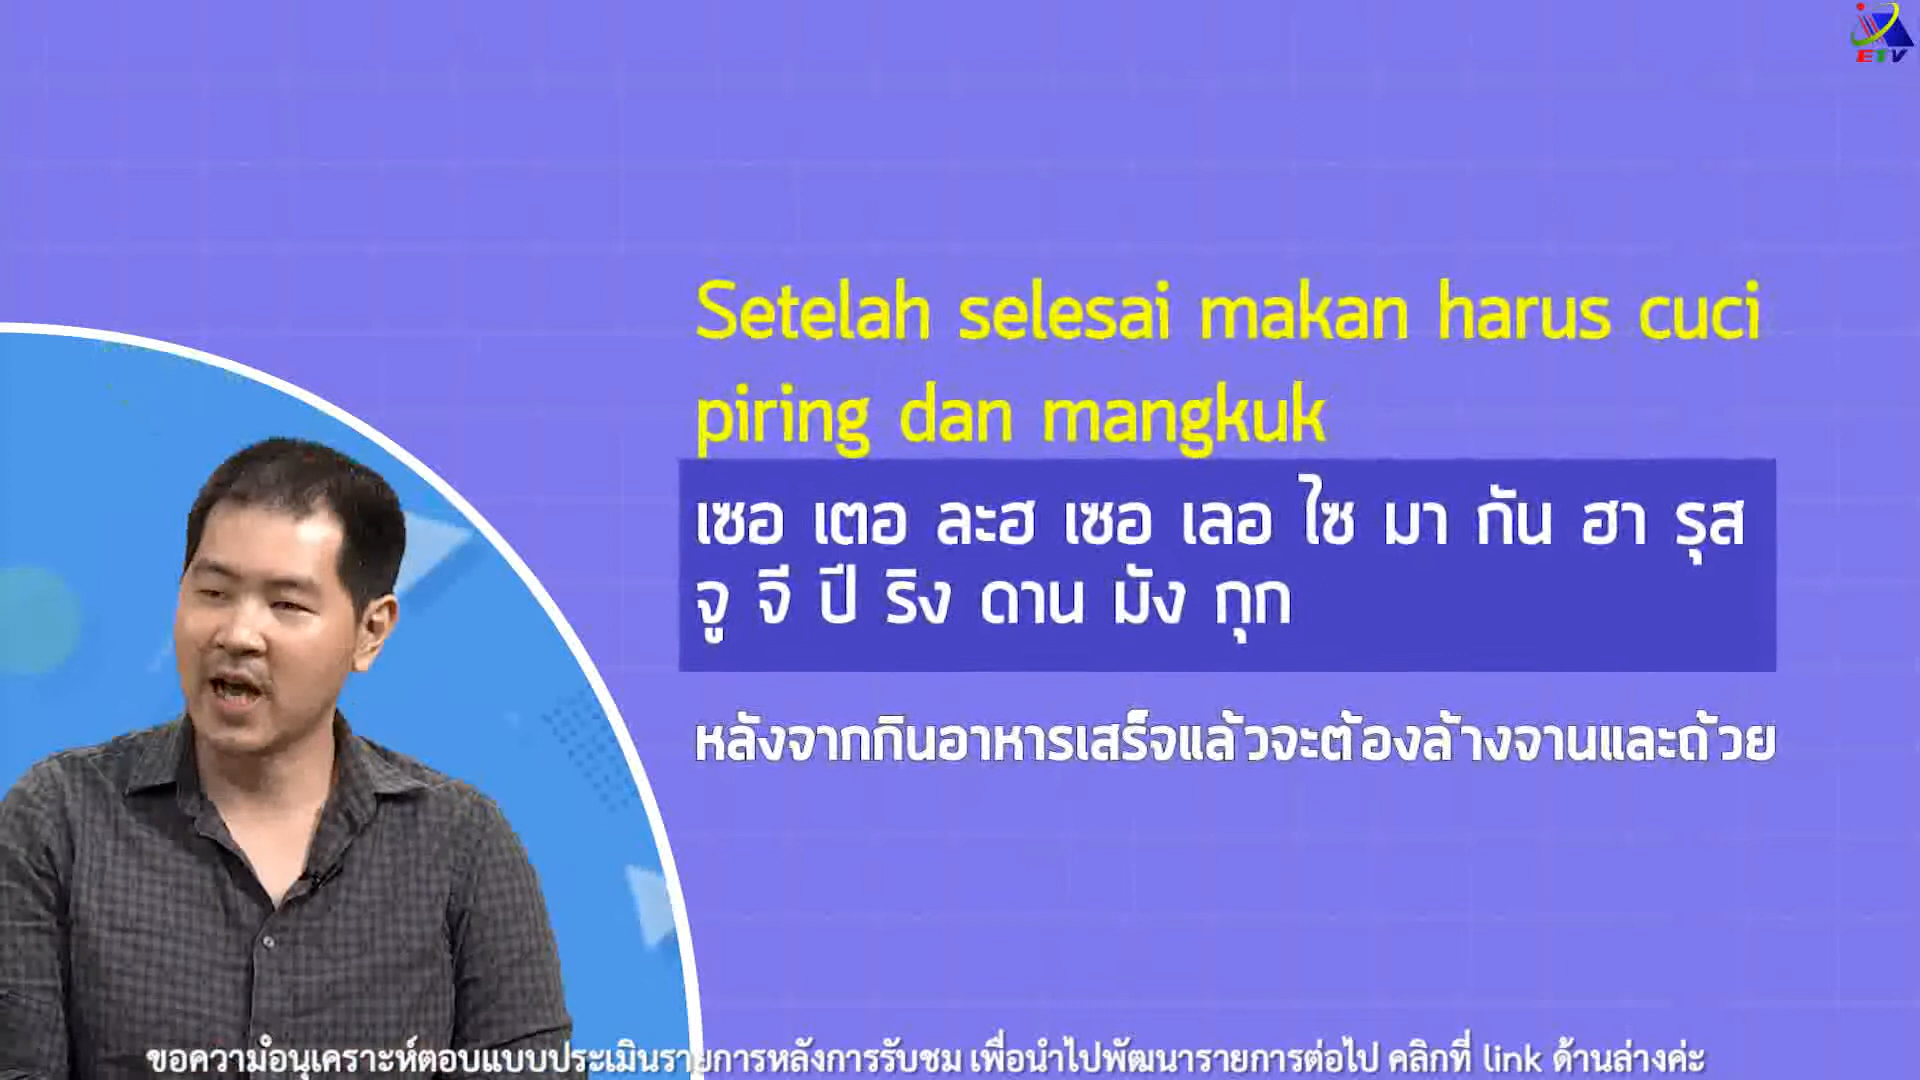 ETV
Setelah selesai makan harus cuci
piring dan mangkuk
เซอ เตอ ละฮ เซอ เลอ ไซ มา กัน ฮา รุส
จู จี ปี ริง ดาน มัง กุก
หลังจากกินอาหารเสร็จแล้วจะต้องล้างจานและถ้วย
ขอความอนุเคราะห์ตอบแบบประเมินรายการหลังการรับชม เพื่อนำไปพัฒนารายการต่อไป คลิกที่ link ด้านล่างค่ะ